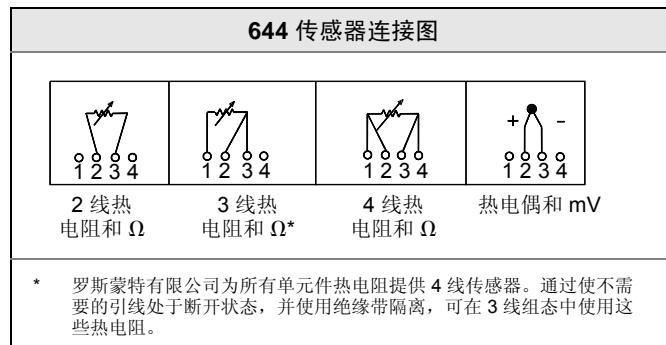 644 传感器连接图
+ -
1 2 3 4 1 2 3 4 1 2 3 4 1 2 3 4
2 线热 3 线热 4 线热 热电偶和 mV
电阻和 Ω 电阻和 Ω* 电阻和 Ω
* 罗斯蒙特有限公司为所有单元件热电阻提供 4 线传感器。通过使不需
要的引线处于断开状态，并使用绝缘带隔离，可在 3 线组态中使用这
些热电阻。